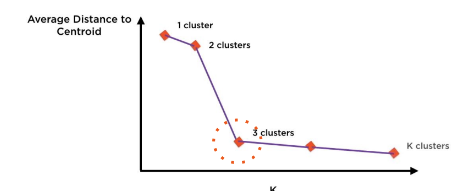 Average Distance to
Centroid
1 cluster
2 clusters
3 clusters
K clusters
K